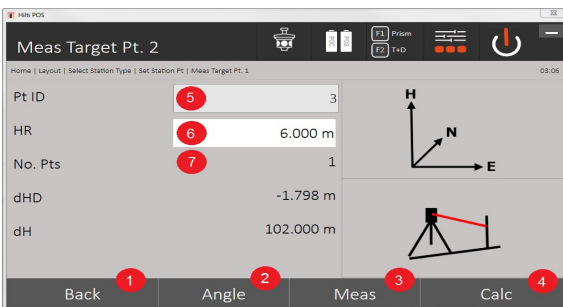 Hilti POS
Meas Target Pt. 2
POC
POS
F1 Prism
F2 T+D
Home | Layout | Select Station Type | Set Station Pt | Meas Target Pt. 1
03:06
Pt ID 5 3
HR 6 6.000 m
No. Pts 7 1
dHD -1.798 m
dH 102.000 m
H
N
E
1 2 3 4
Back Angle Meas Calc